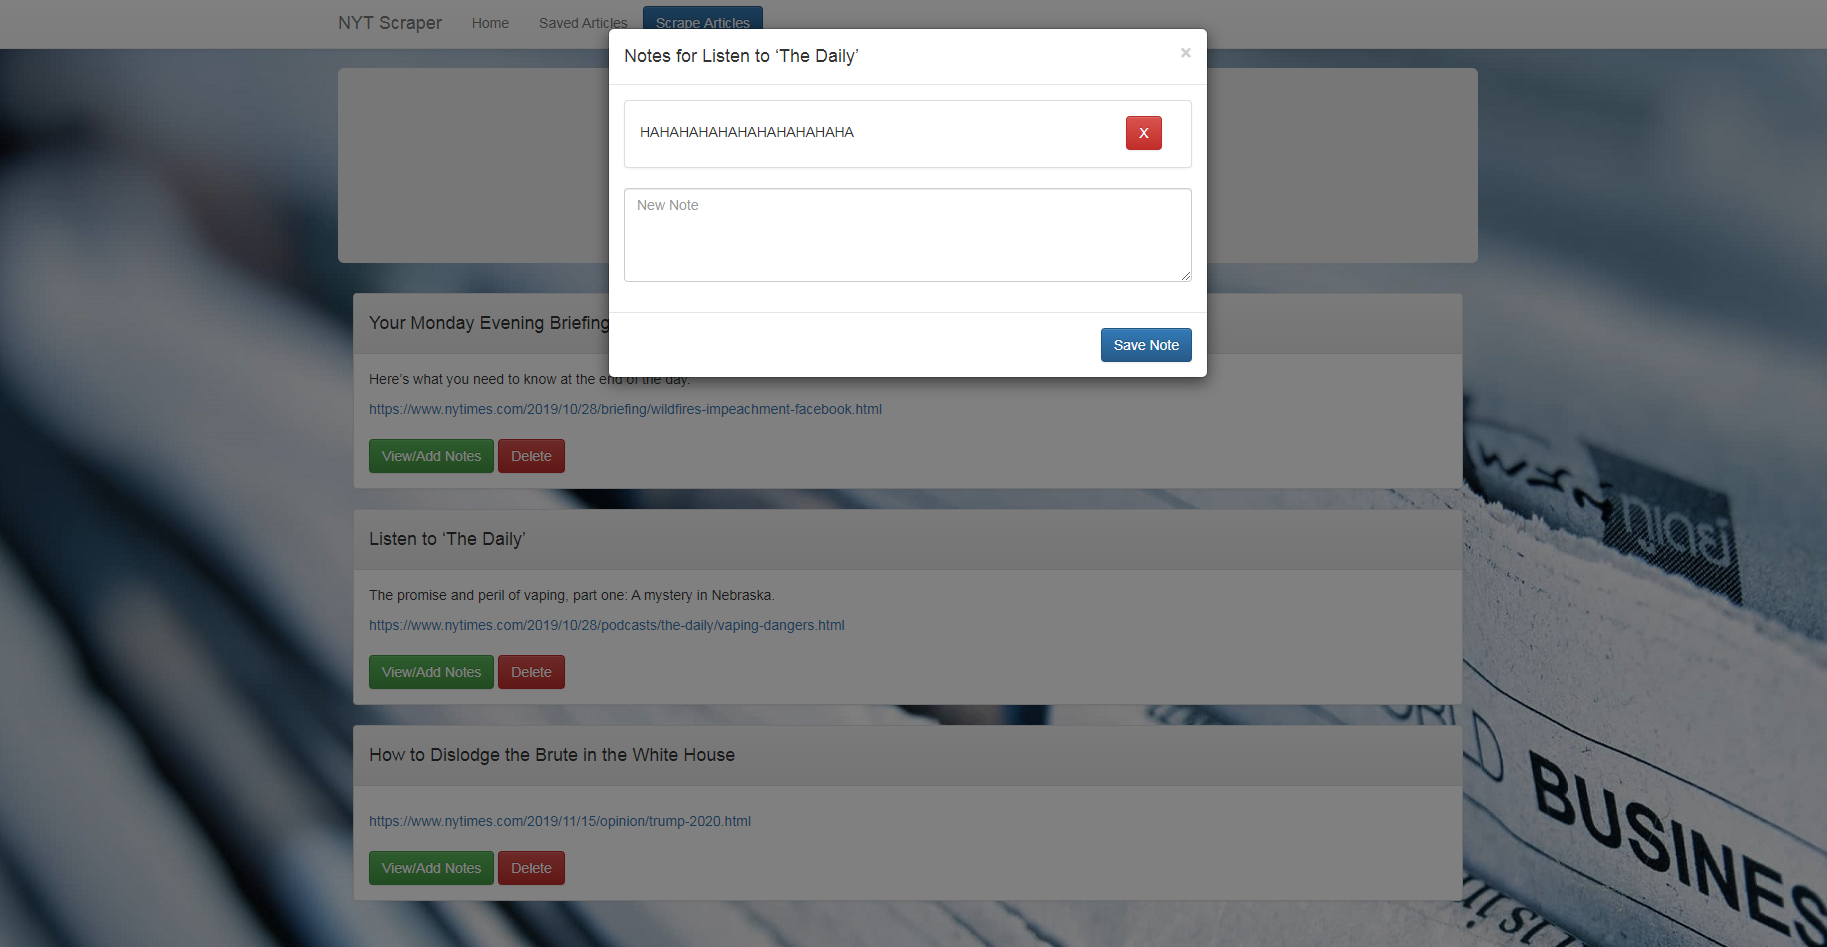 NYT Scraper Home Saved Articles Scrape Articles
Notes for Listen to ‘The Daily’ ×
HAHAHAHAHAHAHAHAHAHAHA X
New Note
Save Note
Your Monday Evening Briefing
Here’s what you need to know at the end of the day.
https://www.nytimes.com/2019/10/28/briefing/wildfires-impeachment-facebook.html
View/Add Notes Delete
Listen to ‘The Daily’
The promise and peril of vaping, part one: A mystery in Nebraska.
https://www.nytimes.com/2019/10/28/podcasts/the-daily/vaping-dangers.html
View/Add Notes Delete
How to Dislodge the Brute in the White House
https://www.nytimes.com/2019/11/15/opinion/trump-2020.html
View/Add Notes Delete
BUSINES